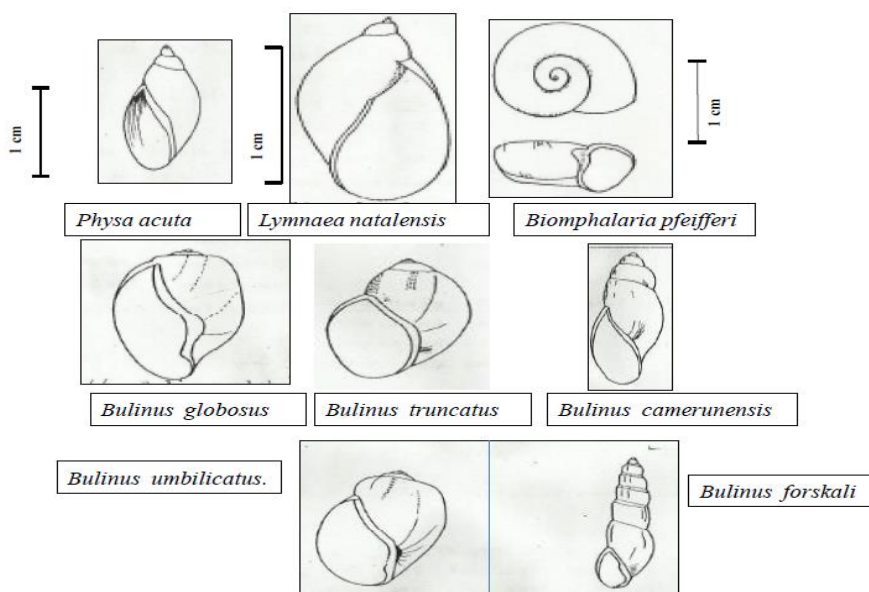 1 cm
1 cm
1 cm
Physa acuta
Lymnaea natalensis
Biomphalaria pfeifferi
Bulinus globosus
Bulinus truncatus
Bulinus camerunensis
Bulinus umbilicatus.
Bulinus forskali